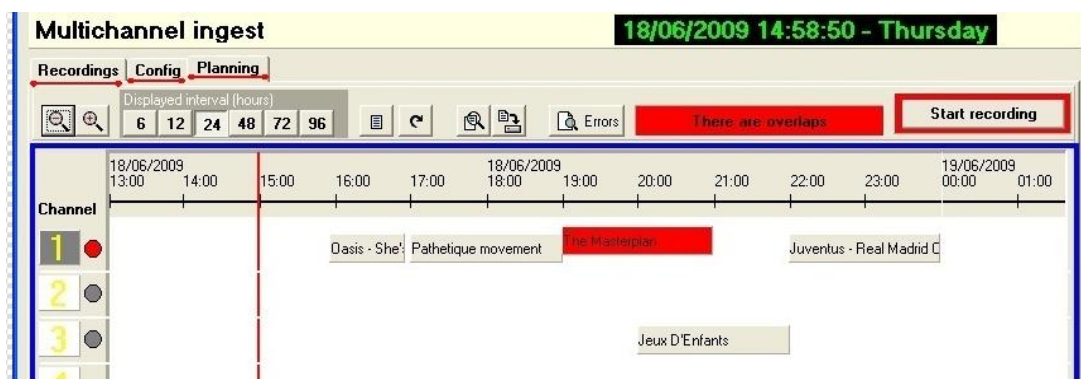 Multichannel ingest
18/06/2009 14:58:50 - Thursday
Recordings Config Planning
Displayed interval (hours)
6 12 24 48 72 96
Errors
There are overlaps
Start recording
18/06/2009 18/06/2009 19/06/2009
13:00 14:00 15:00 16:00 17:00 18:00 19:00 20:00 21:00 22:00 23:00 00:00 01:00
Channel
1
Oasis - She's Pathetique movement The Masterplan Juventus - Real Madrid
2
3
Jeux D'Enfants